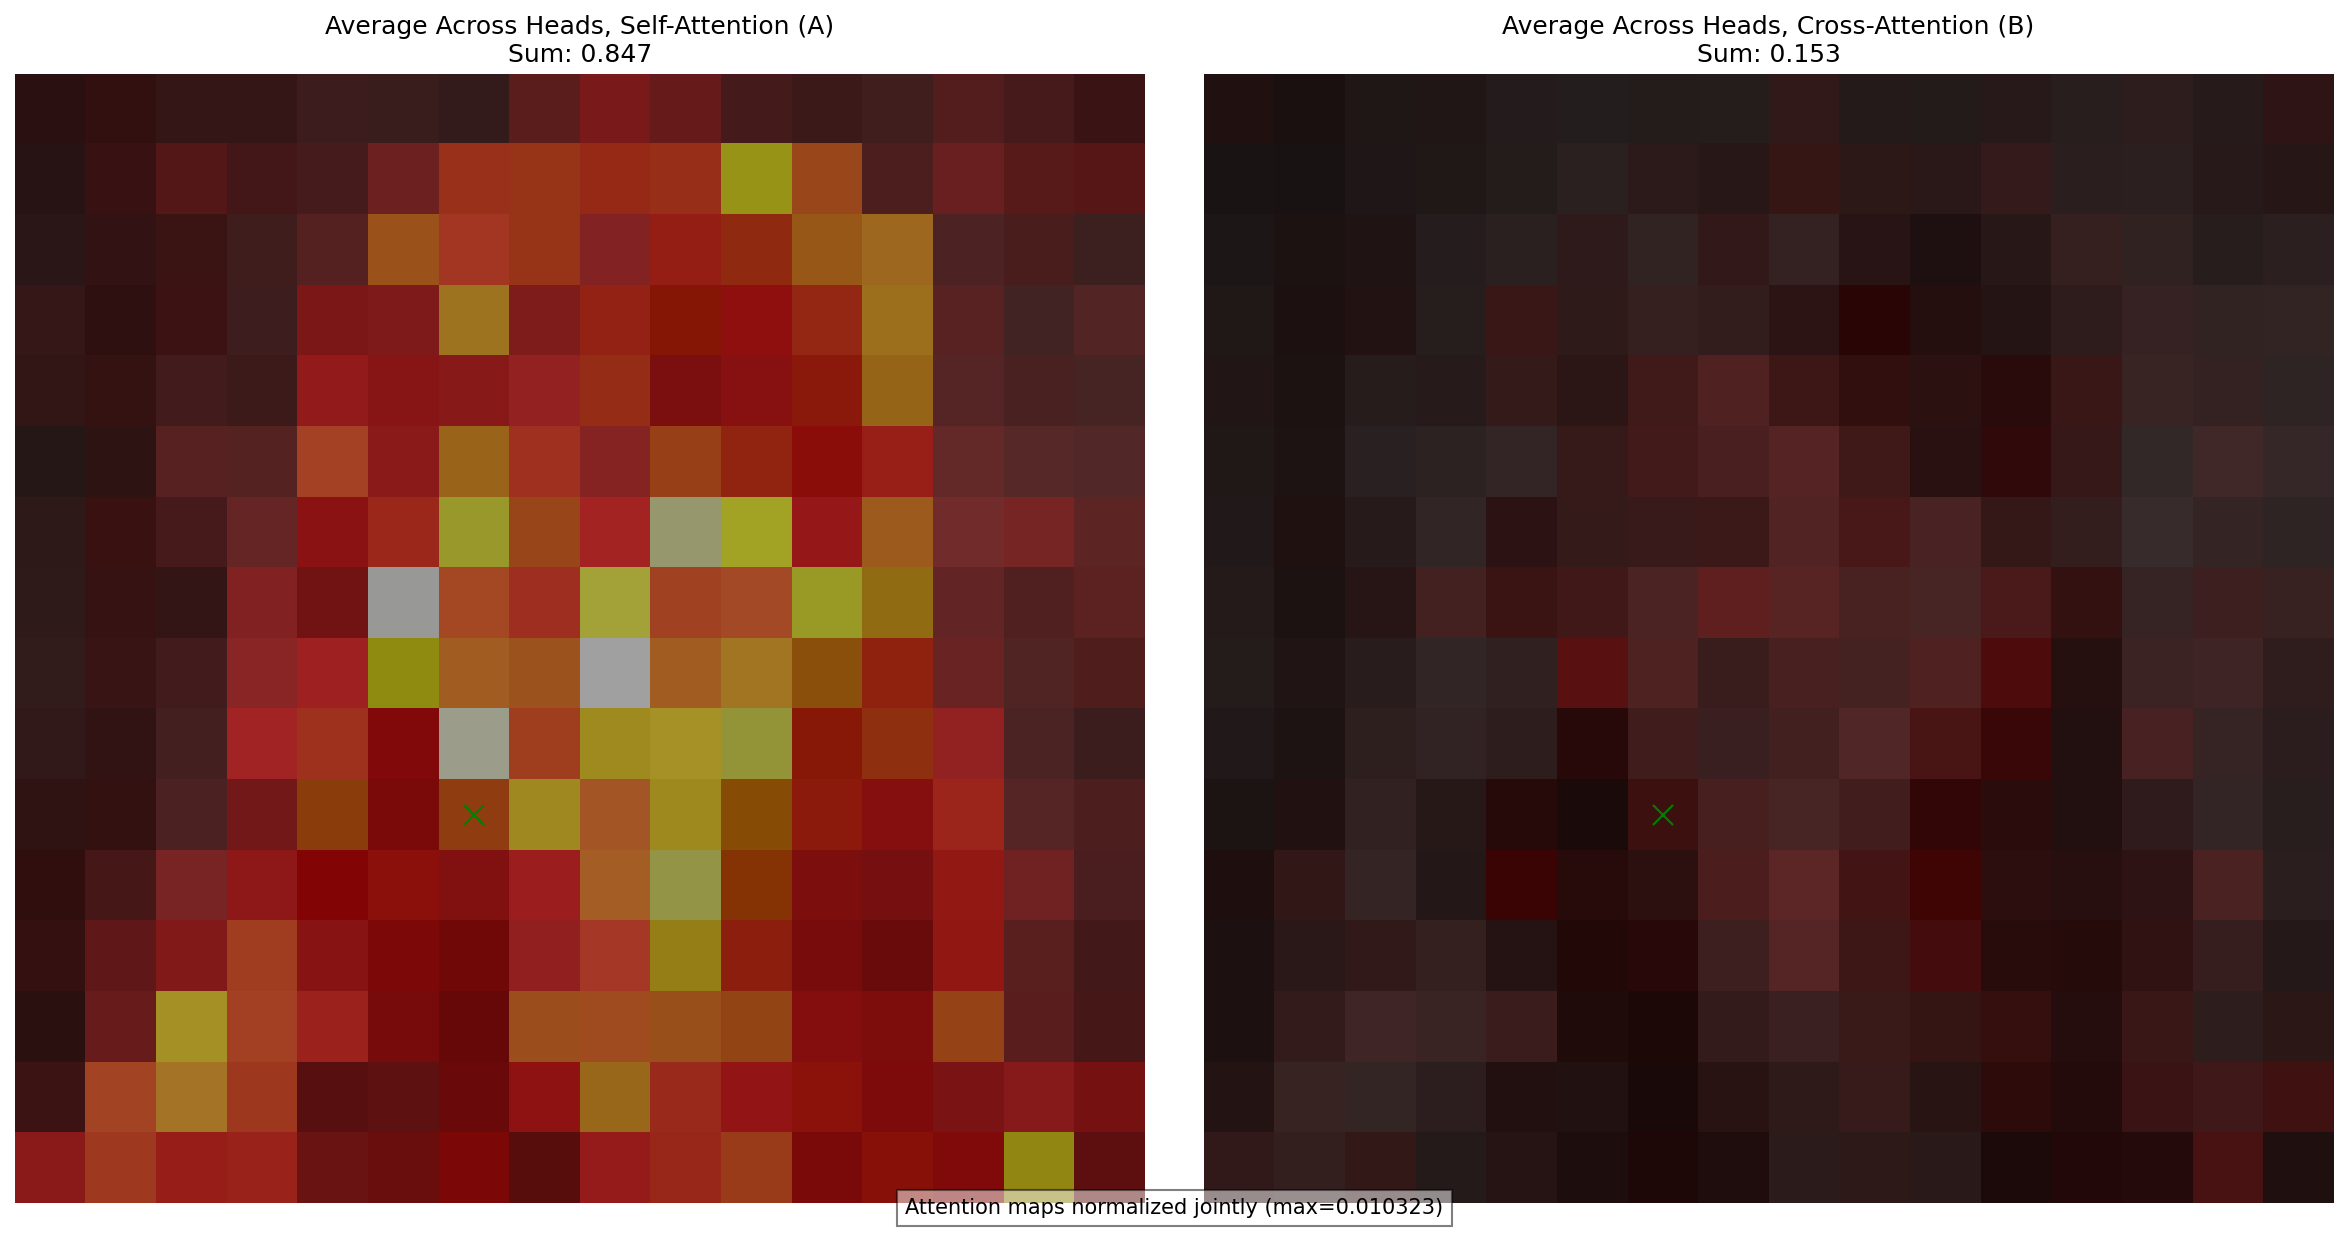 Average Across Heads, Self-Attention (A)
Sum: 0.847
Average Across Heads, Cross-Attention (B)
Sum: 0.153
Attention maps normalized jointly (max=0.010323)